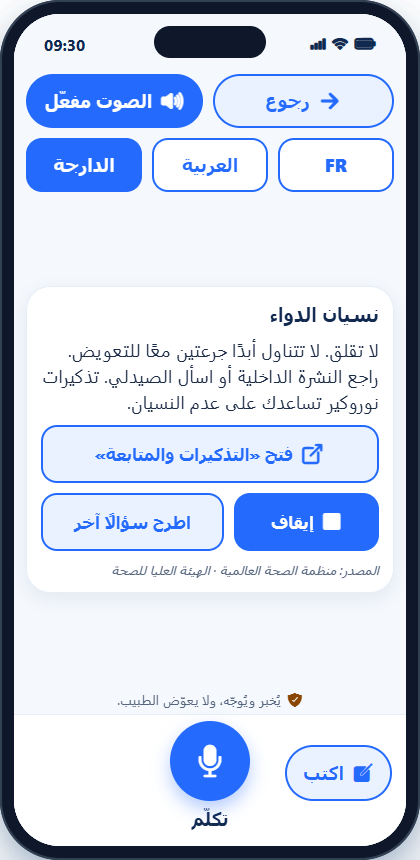 09:30
رجوع
الصوت مفعّل
FR
العربية
الدارجة
نسيان الدواء
لا تقلق. لا تتناول أبدًا جرعتين معًا للتعويض.
راجع النشرة الداخلية أو اسأل الصيدلي. تذكيرات
نوروكير تساعدك على عدم النسيان.
فتح «التذكيرات والمتابعة»
إيقاف
اطرح سؤالًا آخر
المصدر: منظمة الصحة العالمية · الهيئة العليا للصحة
يُخبر ويُوجّه، ولا يعوّض الطبيب.
اكتب
تكلّم